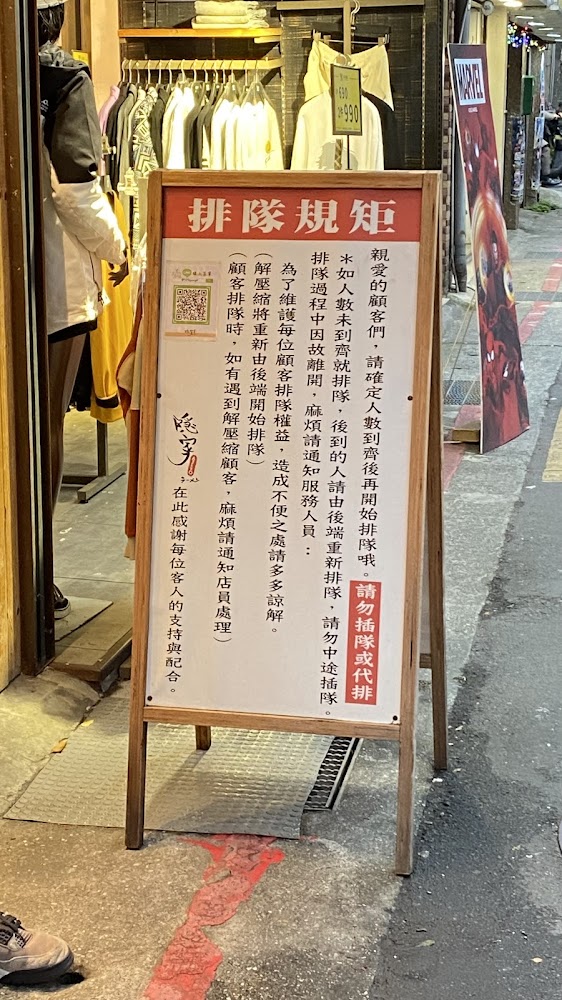 排隊規矩
親愛的顧客們，請確定人數到齊後再開始排隊哦。請勿插隊或代排
＊如人數未到齊就排隊，後到的人請由後端重新排隊，請勿中途插隊。
排隊過程中因故離開，麻煩請通知服務人員：
為了維護每位顧客排隊權益，造成不便之處請多多諒解。
（解壓縮將重新由後端開始排隊）
（顧客排隊時，如有遇到解壓縮顧客，麻煩請通知店員處理）
在此感謝每位客人的支持與配合。
隱家
690
990
MARVEL